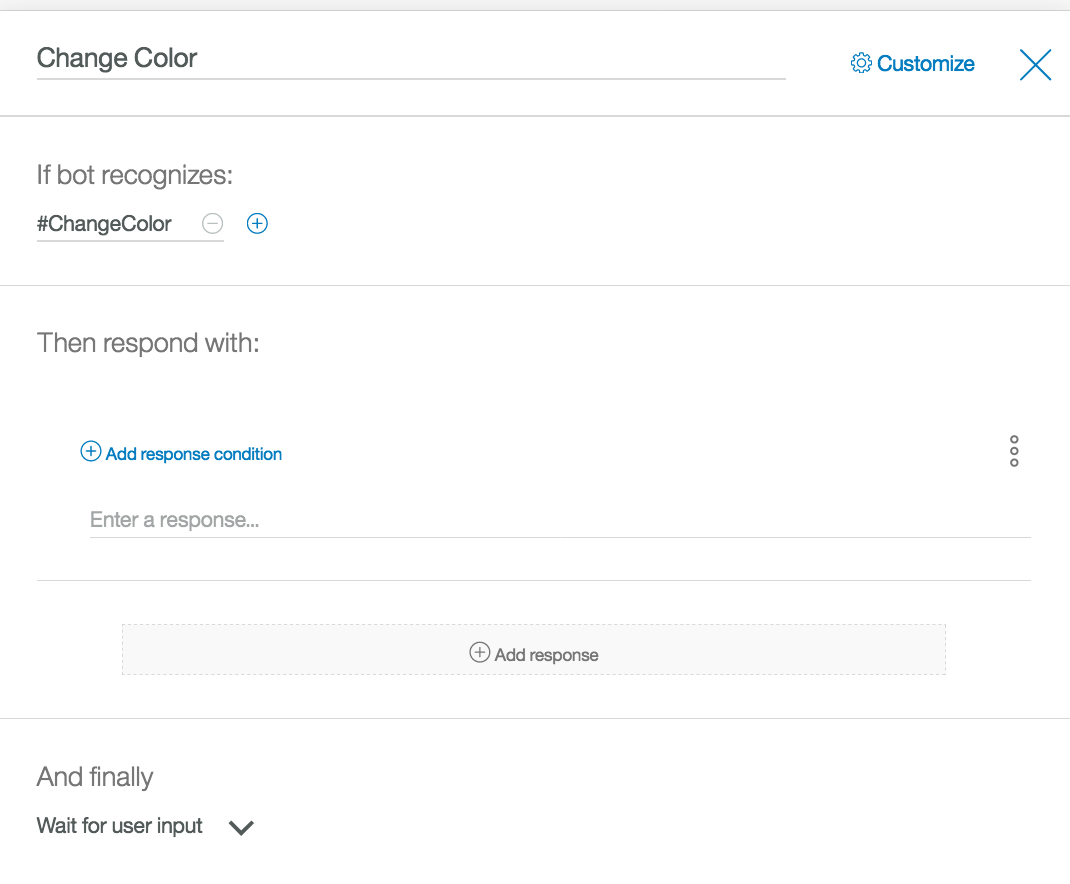 Change Color
Customize
If bot recognizes:
#ChangeColor
Then respond with:
Add response condition
Enter a response...
Add response
And finally
Wait for user input